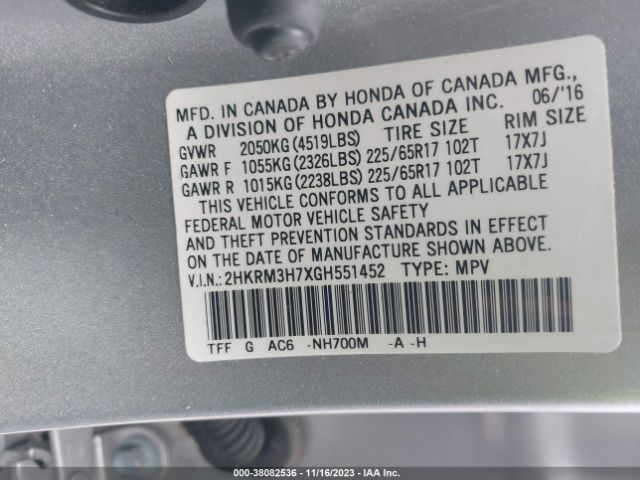 MFD. IN CANADA BY HONDA OF CANADA MFG.,
A DIVISION OF HONDA CANADA INC. 06/'16
GVWR 2050KG(4519LBS) TIRE SIZE RIM SIZE
GAWR F 1055KG(2326LBS) 225/65R17 102T 17X7J
GAWR R 1015KG(2238LBS) 225/65R17 102T 17X7J
THIS VEHICLE CONFORMS TO ALL APPLICABLE
FEDERAL MOTOR VEHICLE SAFETY
AND THEFT PREVENTION STANDARDS IN EFFECT
ON THE DATE OF MANUFACTURE SHOWN ABOVE.
V.I.N.:2HKRM3H7XGH551452 TYPE: MPV
TFF G AC6 -NH700M -A -H
000-38082536 - 11/16/2023 - IAA Inc.